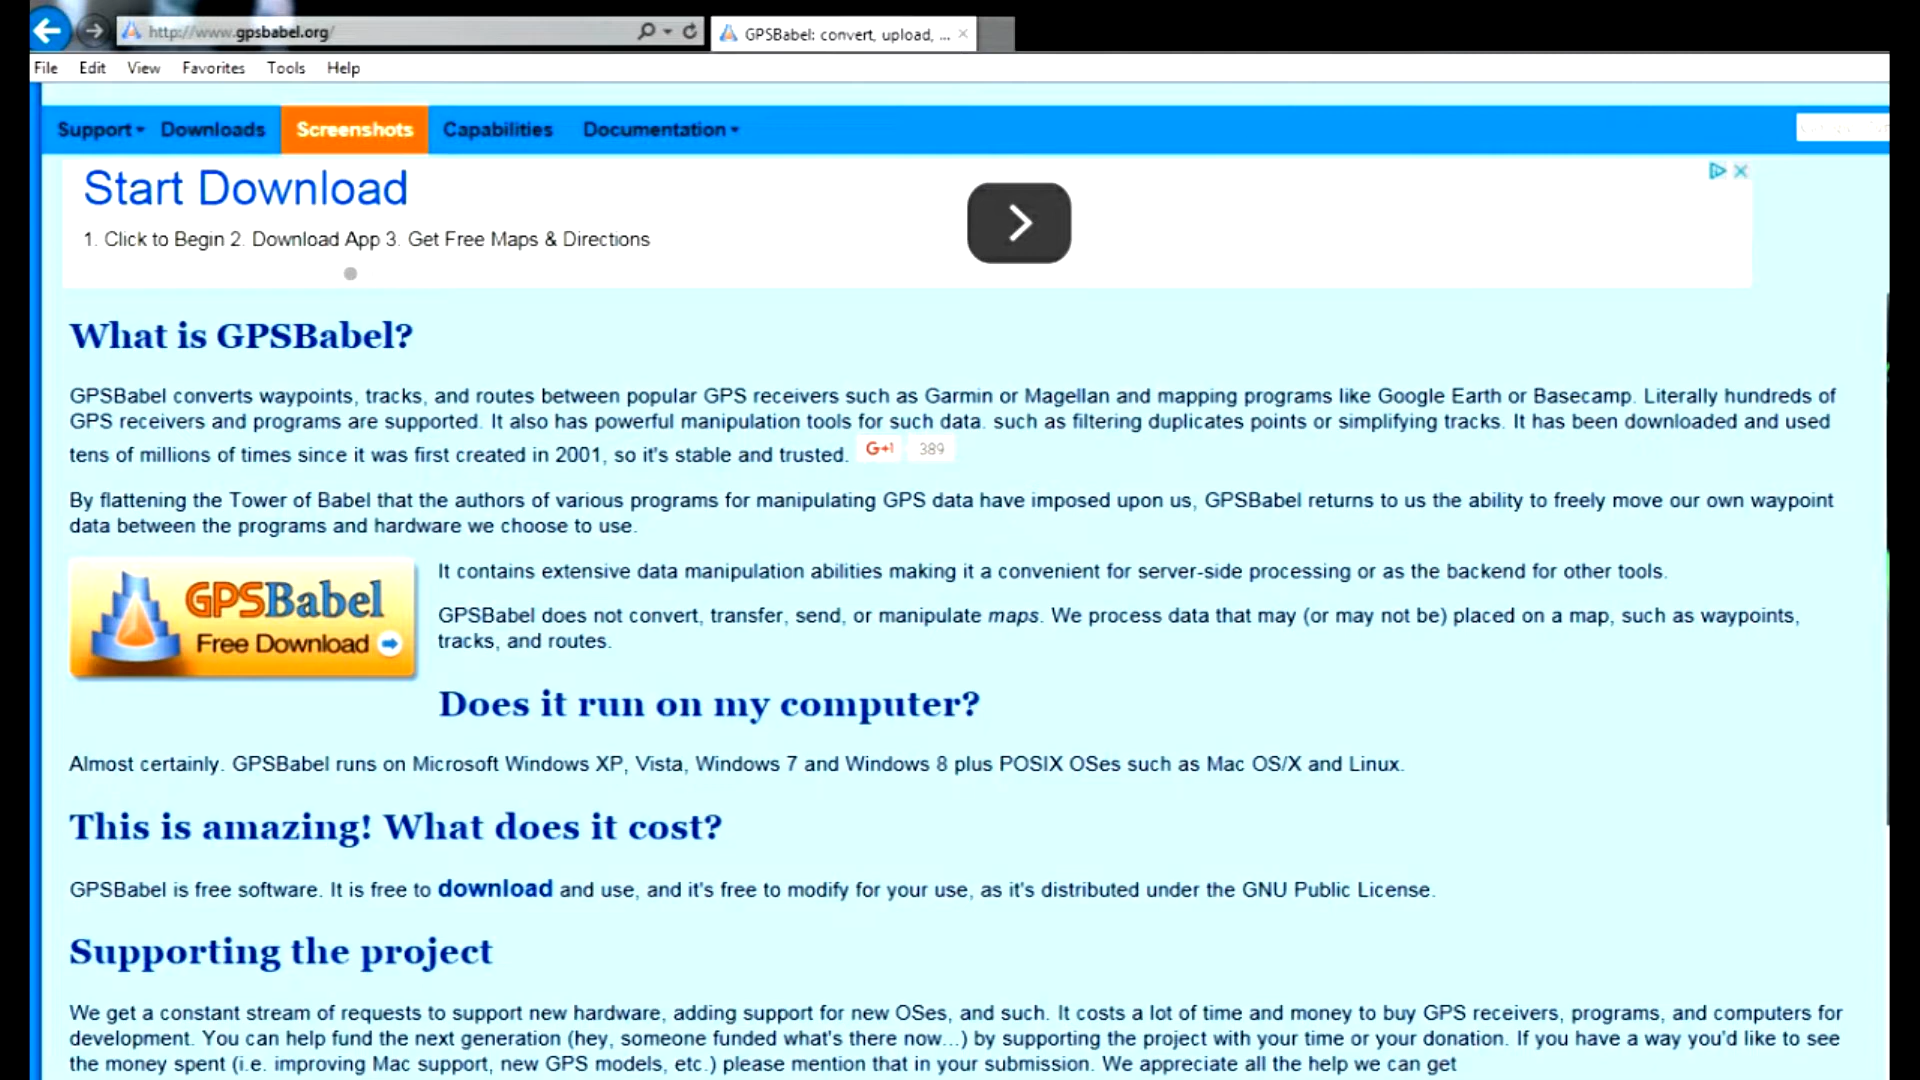 http://www.gpsbabel.org/
GPSBabel: convert, upload, ...
File Edit View Favorites Tools Help
Support Downloads Screenshots Capabilities Documentation
Start Download
1. Click to Begin 2. Download App 3. Get Free Maps & Directions
What is GPSBabel?
GPSBabel converts waypoints, tracks, and routes between popular GPS receivers such as Garmin or Magellan and mapping programs like Google Earth or Basecamp. Literally hundreds of
GPS receivers and programs are supported. It also has powerful manipulation tools for such data. such as filtering duplicates points or simplifying tracks. It has been downloaded and used
tens of millions of times since it was first created in 2001, so it's stable and trusted. G+1 389
By flattening the Tower of Babel that the authors of various programs for manipulating GPS data have imposed upon us, GPSBabel returns to us the ability to freely move our own waypoint
data between the programs and hardware we choose to use.
GPSBabel
Free Download
It contains extensive data manipulation abilities making it a convenient for server-side processing or as the backend for other tools.
GPSBabel does not convert, transfer, send, or manipulate maps. We process data that may (or may not be) placed on a map, such as waypoints,
tracks, and routes.
Does it run on my computer?
Almost certainly. GPSBabel runs on Microsoft Windows XP, Vista, Windows 7 and Windows 8 plus POSIX OSes such as Mac OS/X and Linux.
This is amazing! What does it cost?
GPSBabel is free software. It is free to download and use, and it's free to modify for your use, as it's distributed under the GNU Public License.
Supporting the project
We get a constant stream of requests to support new hardware, adding support for new OSes, and such. It costs a lot of time and money to buy GPS receivers, programs, and computers for
development. You can help fund the next generation (hey, someone funded what's there now...) by supporting the project with your time or your donation. If you have a way you'd like to see
the money spent (i.e. improving Mac support, new GPS models, etc.) please mention that in your submission. We appreciate all the help we can get